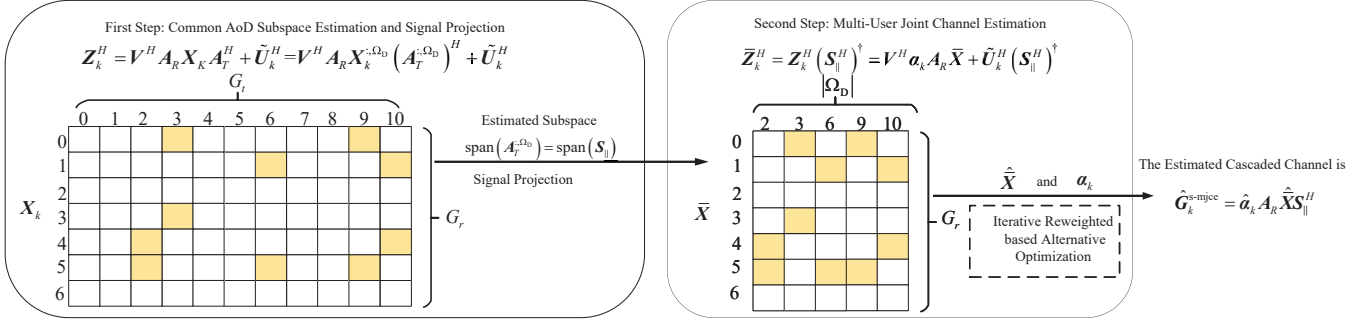 First Step: Common AoD Subspace Estimation and Signal Projection
Z_k^H = V^H A_R X_K A_T^H + Ũ_k^H = V^H A_R X_k^{:,Ω_D} (A_T^{:,Ω_D})^H + Ũ_k^H
G_t
0 1 2 3 4 5 6 7 8 9 10
0
1
2
3
4
5
6
X_k
G_r
Estimated Subspace
span(A_T^{:,Ω_D}) = span(S_∥)
Signal Projection
Second Step: Multi-User Joint Channel Estimation
Z̄_k^H = Z_k^H (S_∥^H)^† = V^H α_k A_R X̄ + Ũ_k^H (S_∥^H)^†
|Ω_D|
2 3 6 9 10
0
1
2
3
4
5
6
X̄
G_r
X̄̂ and α_k
Iterative Reweighted
based Alternative
Optimization
The Estimated Cascaded Channel is
Ĝ_k^{s-mjce} = α̂_k A_R X̄̂ S_∥^H